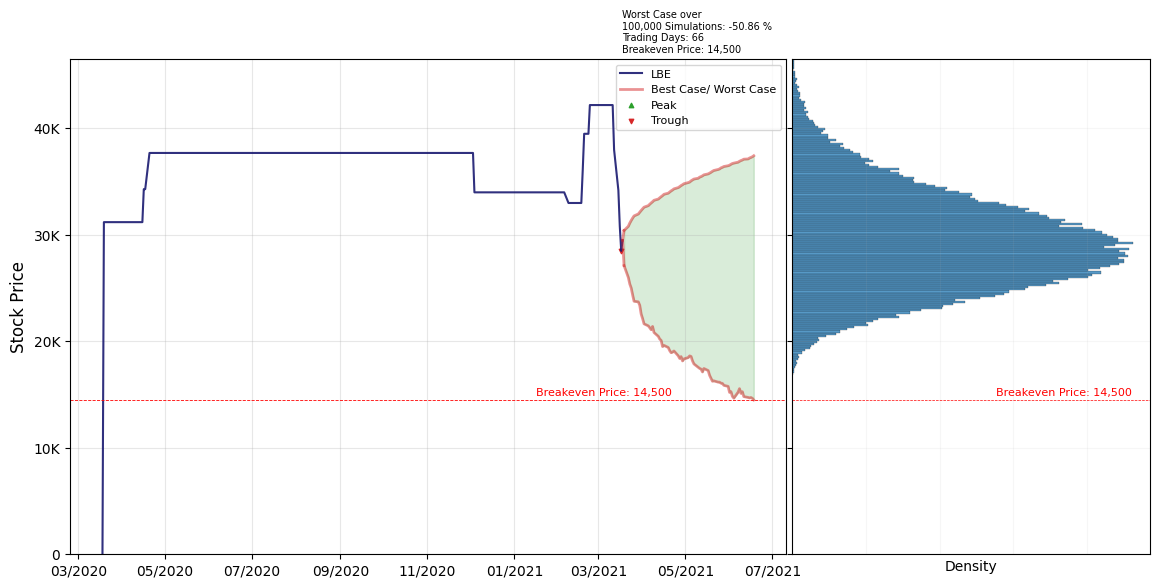 Worst Case over
100,000 Simulations: -50.86 %
Trading Days: 66
Breakeven Price: 14,500
LBE
Best Case/ Worst Case
Peak
Trough
40K
30K
20K
10K
0
Stock Price
Breakeven Price: 14,500
Breakeven Price: 14,500
03/2020 05/2020 07/2020 09/2020 11/2020 01/2021 03/2021 05/2021 07/2021
Density